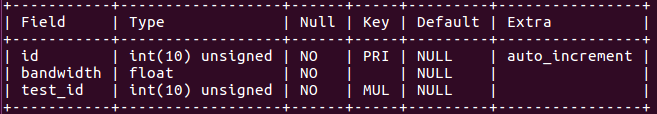 +-----------+------------------+------+-----+---------+----------------+
| Field     | Type             | Null | Key | Default | Extra          |
+-----------+------------------+------+-----+---------+----------------+
| id        | int(10) unsigned | NO   | PRI | NULL    | auto_increment |
| bandwidth | float            | NO   |     | NULL    |                |
| test_id   | int(10) unsigned | NO   | MUL | NULL    |                |
+-----------+------------------+------+-----+---------+----------------+